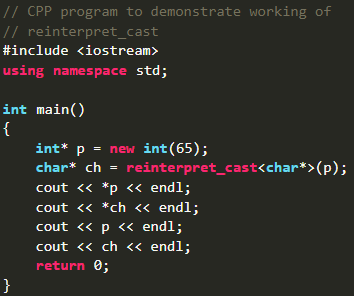 // CPP program to demonstrate working of
// reinterpret_cast
#include <iostream>
using namespace std;

int main()
{
    int* p = new int(65);
    char* ch = reinterpret_cast<char*>(p);
    cout << *p << endl;
    cout << *ch << endl;
    cout << p << endl;
    cout << ch << endl;
    return 0;
}